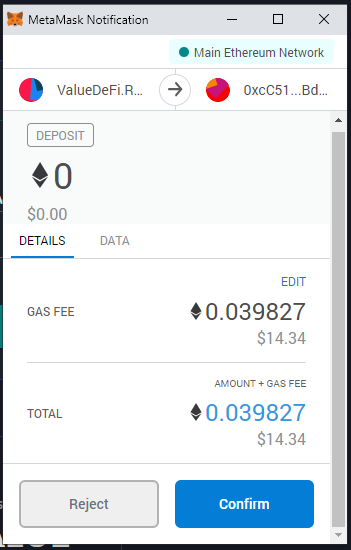 MetaMask Notification
Main Ethereum Network
ValueDeFi.R... 0xcC51...Bd...
DEPOSIT
0
$0.00
DETAILS DATA
EDIT
GAS FEE 0.039827
$14.34
AMOUNT + GAS FEE
TOTAL 0.039827
$14.34
Reject Confirm